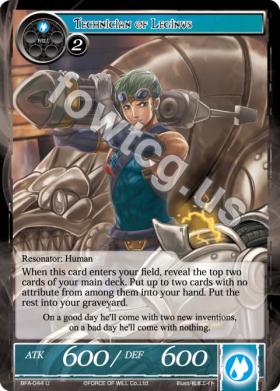 Technician of Leginus
WILL
2
fowtcg.us
Resonator: Human
When this card enters your field, reveal the top two
cards of your main deck. Put up to two cards with no
attribute from among them into your hand. Put the
rest into your graveyard.
On a good day he'll come with two new inventions,
on a bad day he'll come with nothing.
ATK 600/ DEF 600
BFA-044 U ©FORCE OF WILL Co.,Ltd.